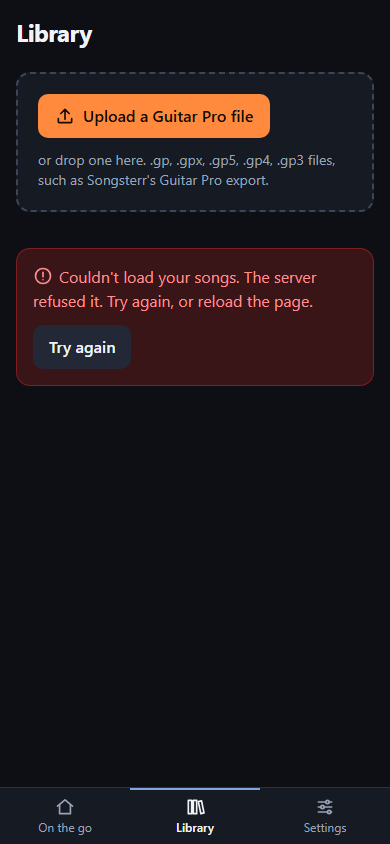 Library
Upload a Guitar Pro file
or drop one here. .gp, .gpx, .gp5, .gp4, .gp3 files,
such as Songsterr's Guitar Pro export.
Couldn't load your songs. The server
refused it. Try again, or reload the page.
Try again
On the go
Library
Settings